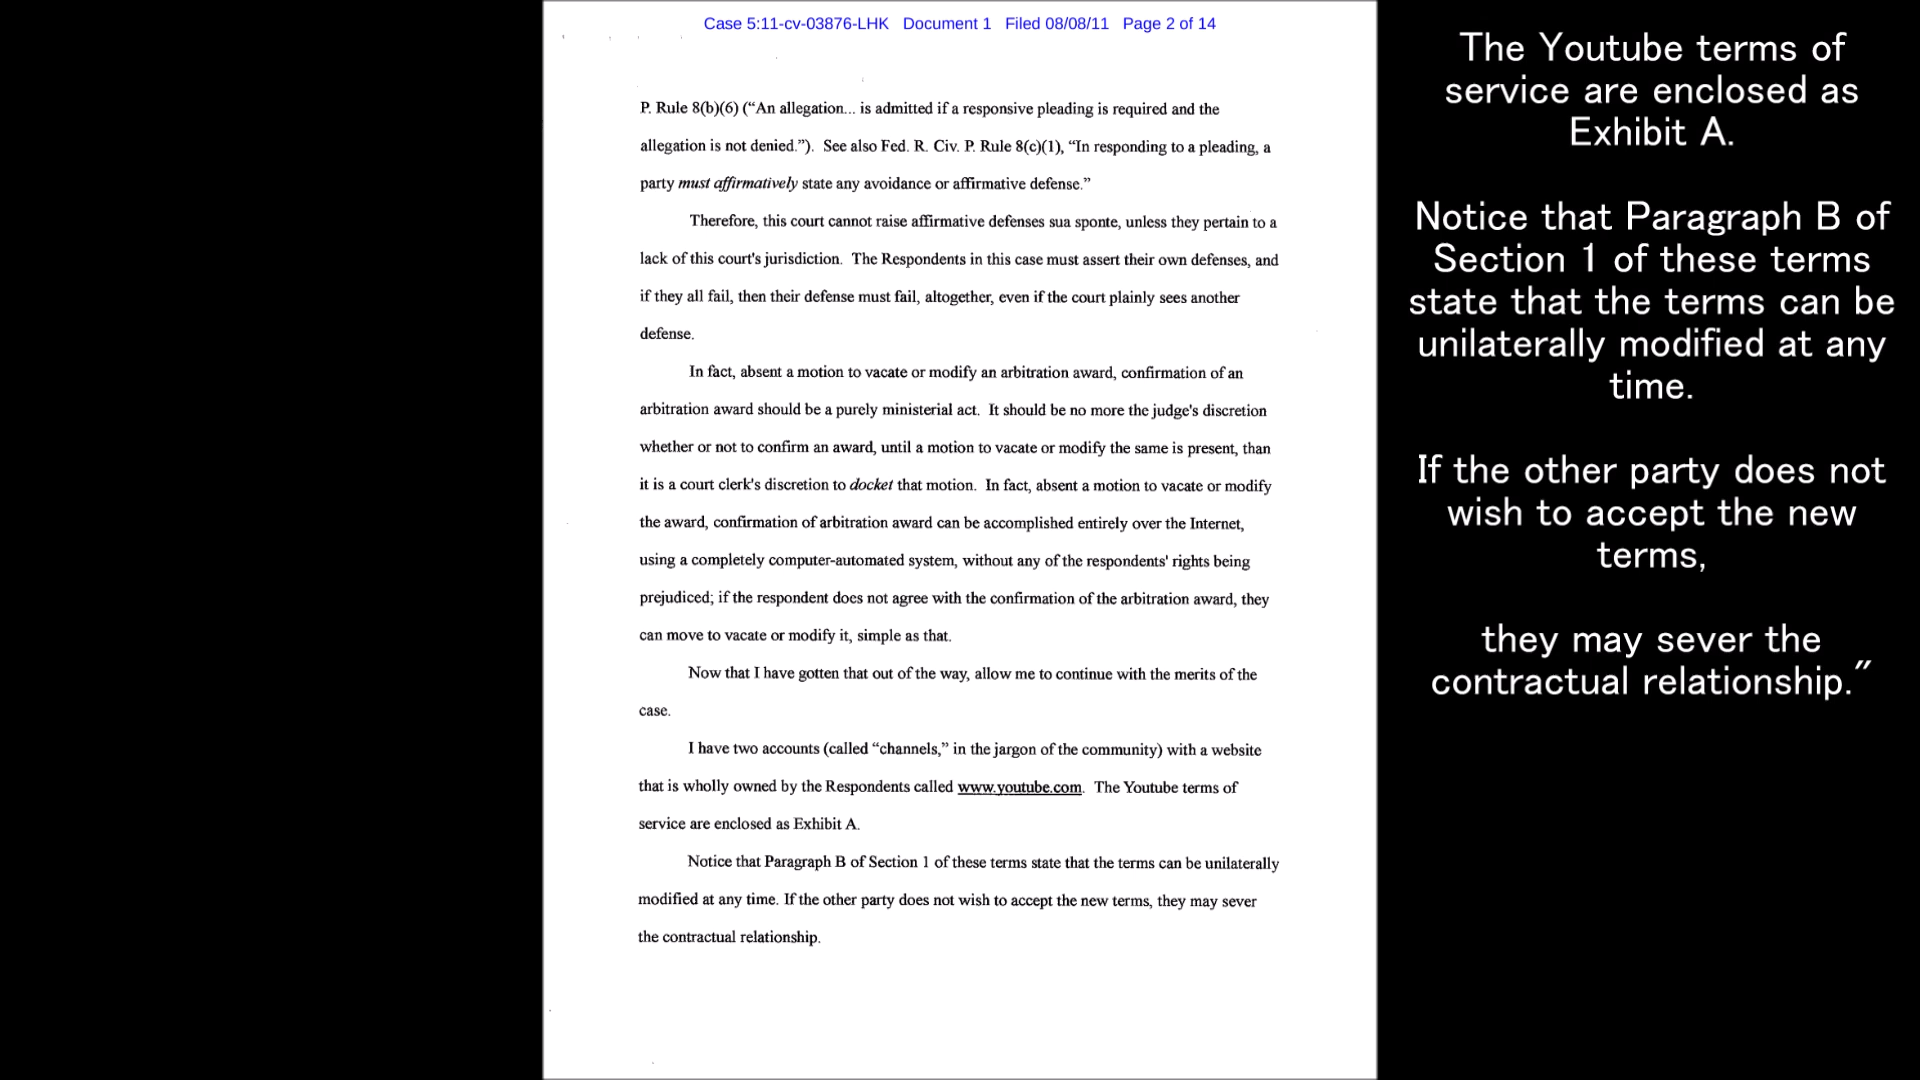 Case 5:11-cv-03876-LHK Document 1 Filed 08/08/11 Page 2 of 14
P. Rule 8(b)(6) (“An allegation... is admitted if a responsive pleading is required and the
allegation is not denied.”). See also Fed. R. Civ. P. Rule 8(c)(1), “In responding to a pleading, a
party must affirmatively state any avoidance or affirmative defense.”
Therefore, this court cannot raise affirmative defenses sua sponte, unless they pertain to a
lack of this court's jurisdiction. The Respondents in this case must assert their own defenses, and
if they all fail, then their defense must fail, altogether, even if the court plainly sees another
defense.
In fact, absent a motion to vacate or modify an arbitration award, confirmation of an
arbitration award should be a purely ministerial act. It should be no more the judge's discretion
whether or not to confirm an award, until a motion to vacate or modify the same is present, than
it is a court clerk's discretion to docket that motion. In fact, absent a motion to vacate or modify
the award, confirmation of arbitration award can be accomplished entirely over the Internet,
using a completely computer-automated system, without any of the respondents' rights being
prejudiced; if the respondent does not agree with the confirmation of the arbitration award, they
can move to vacate or modify it, simple as that.
Now that I have gotten that out of the way, allow me to continue with the merits of the
case.
I have two accounts (called “channels,” in the jargon of the community) with a website
that is wholly owned by the Respondents called www.youtube.com. The Youtube terms of
service are enclosed as Exhibit A.
Notice that Paragraph B of Section 1 of these terms state that the terms can be unilaterally
modified at any time. If the other party does not wish to accept the new terms, they may sever
the contractual relationship.
The Youtube terms of
service are enclosed as
Exhibit A.
Notice that Paragraph B of
Section 1 of these terms
state that the terms can be
unilaterally modified at any
time.
If the other party does not
wish to accept the new
terms,
they may sever the
contractual relationship."